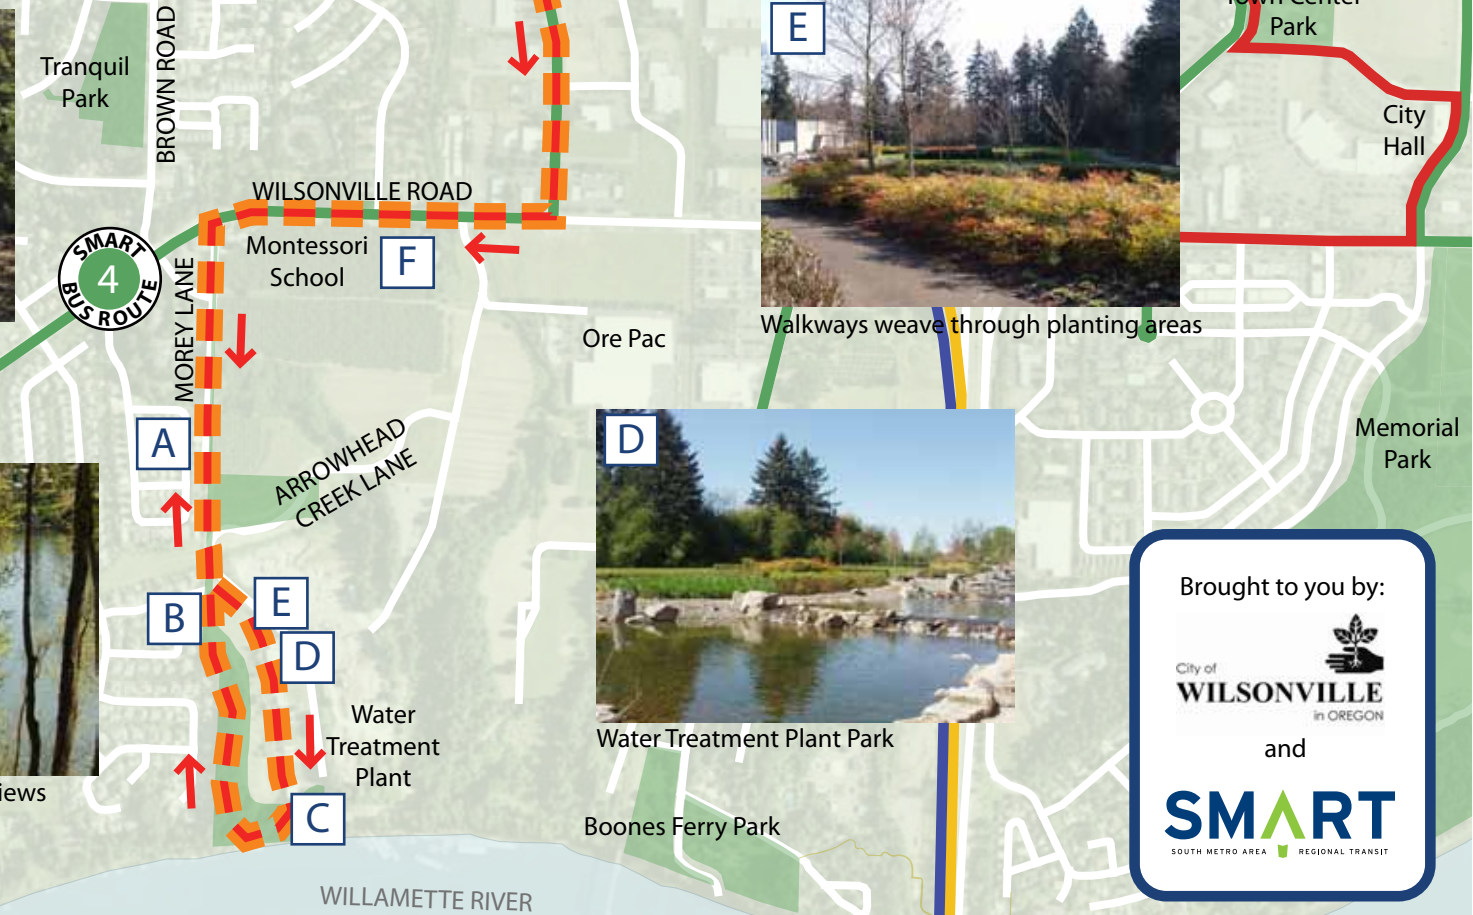 Tranquil
Park
BROWN ROAD
E
Park
City
Hall
WILSONVILLE ROAD
Montessori
School
F
SMART
4
BUS ROUTE
MOREY LANE
Walkways weave through planting areas
Ore Pac
A
ARROWHEAD
CREEK LANE
D
Memorial
Park
B
E
D
Water
Treatment
Plant
C
iews
Water Treatment Plant Park
Boones Ferry Park
WILLAMETTE RIVER
Brought to you by:
City of
WILSONVILLE
in OREGON
and
SMART
SOUTH METRO AREA REGIONAL TRANSIT